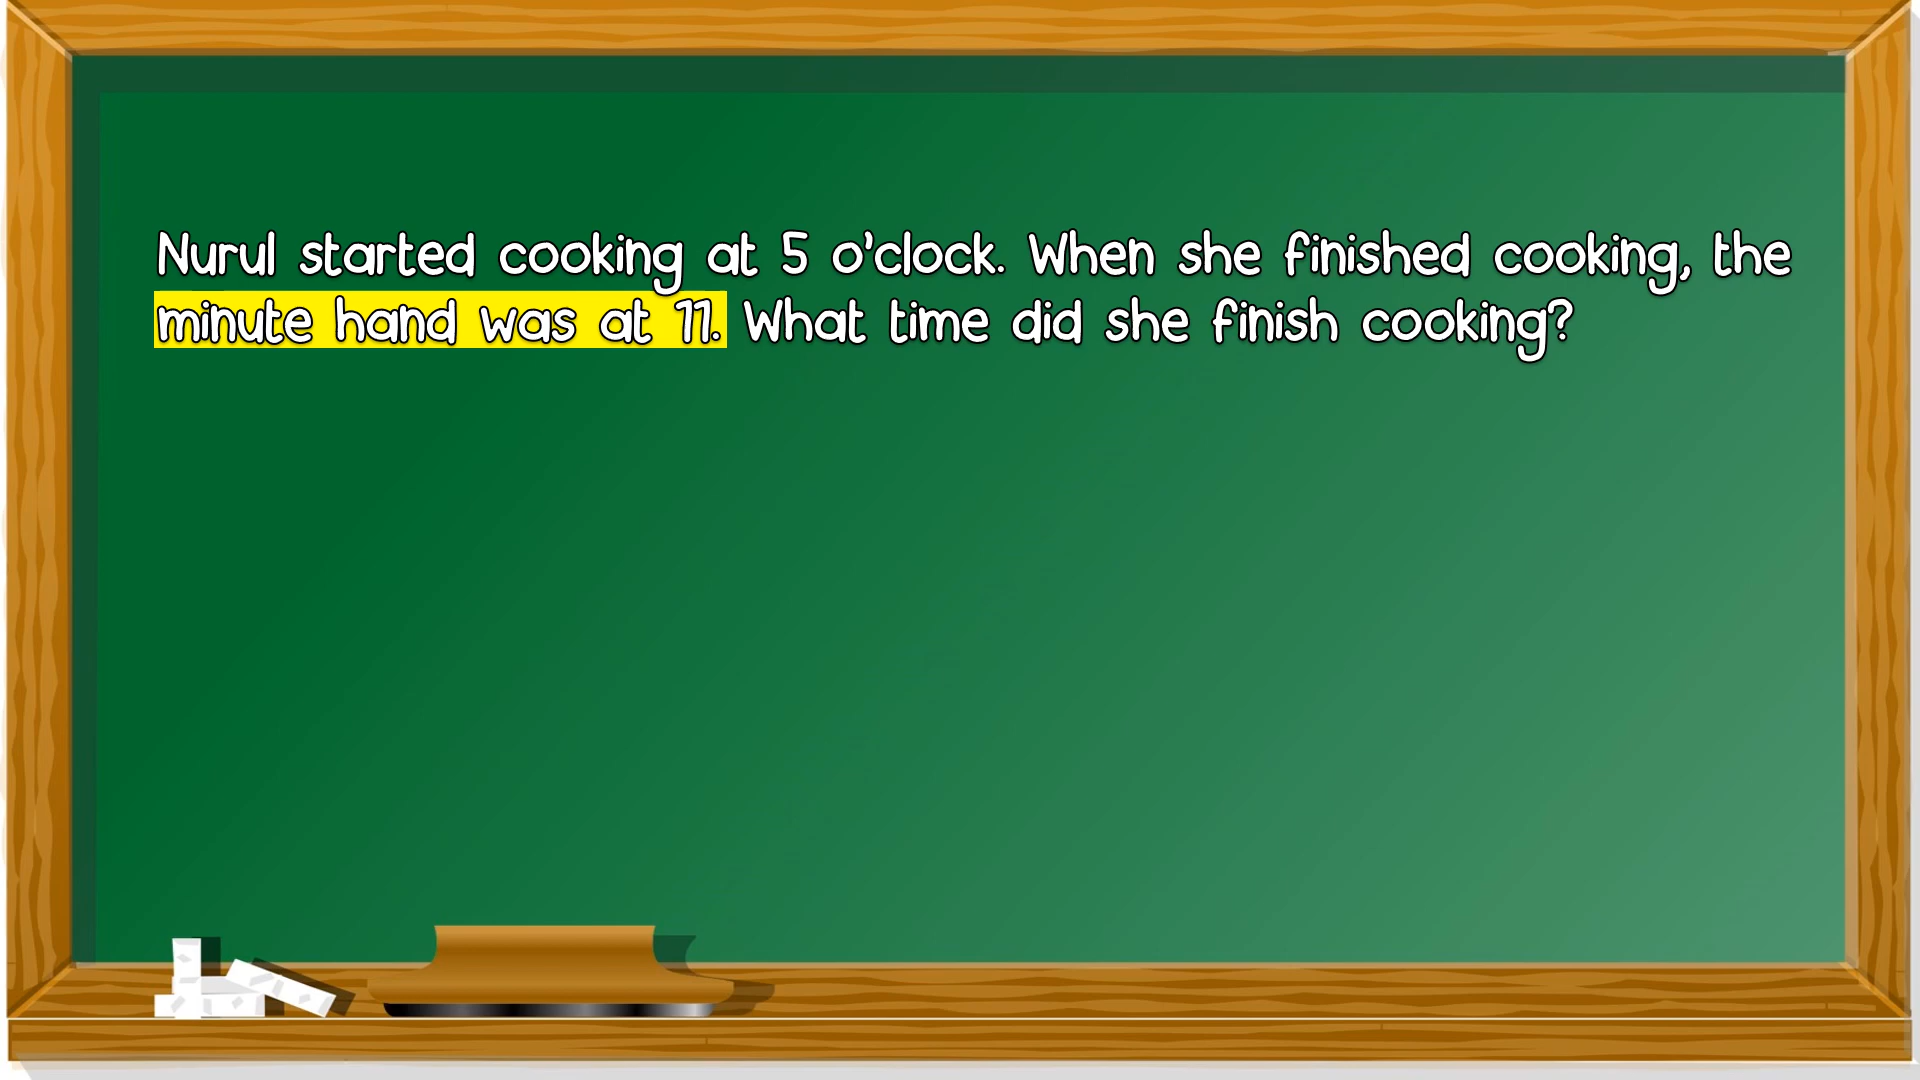 Nurul started cooking at 5 o'clock. When she finished cooking, the
minute hand was at 11. What time did she finish cooking?